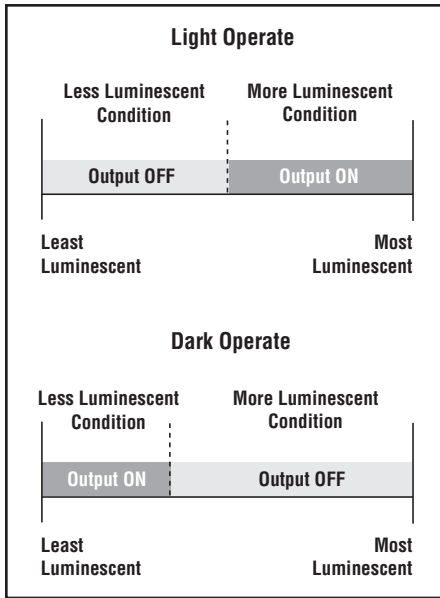 Light Operate
Less Luminescent More Luminescent
Condition Condition
Output OFF Output ON
Least Most
Luminescent Luminescent
Dark Operate
Less Luminescent More Luminescent
Condition Condition
Output ON Output OFF
Least Most
Luminescent Luminescent